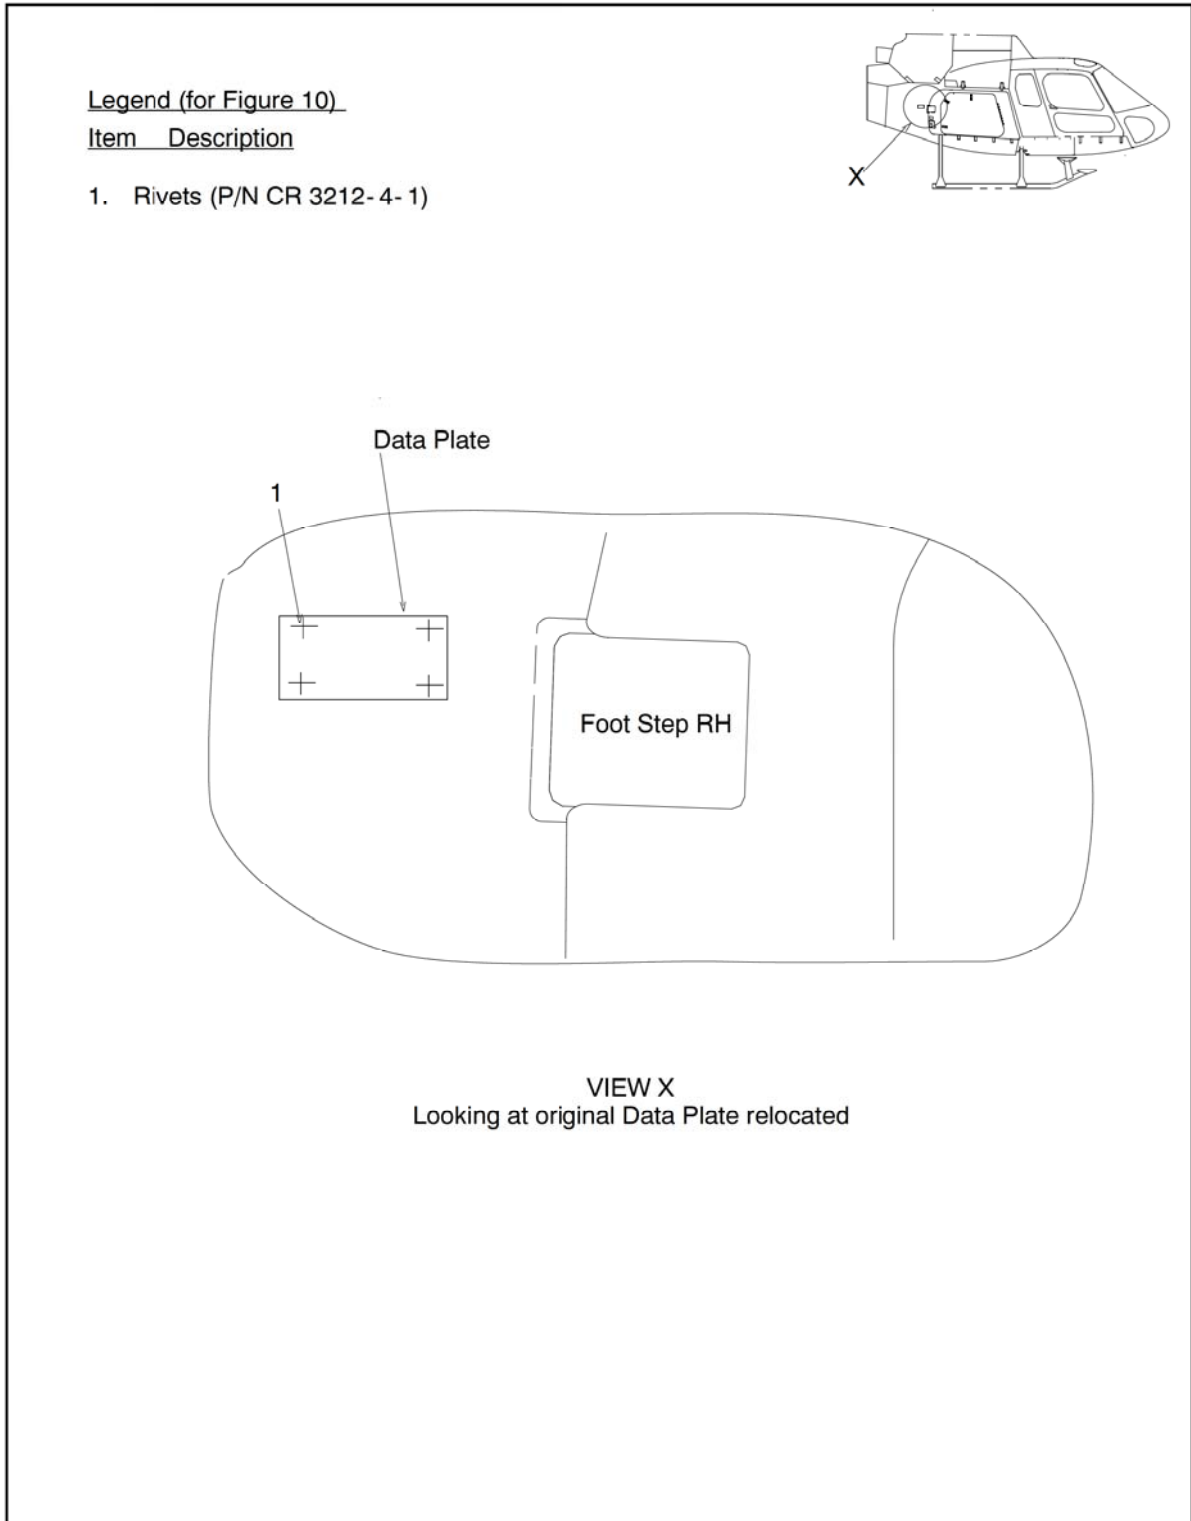 Legend (for Figure 10)
Item Description
1. Rivets (P/N CR 3212-4-1)
X
Data Plate
1
Foot Step RH
VIEW X
Looking at original Data Plate relocated